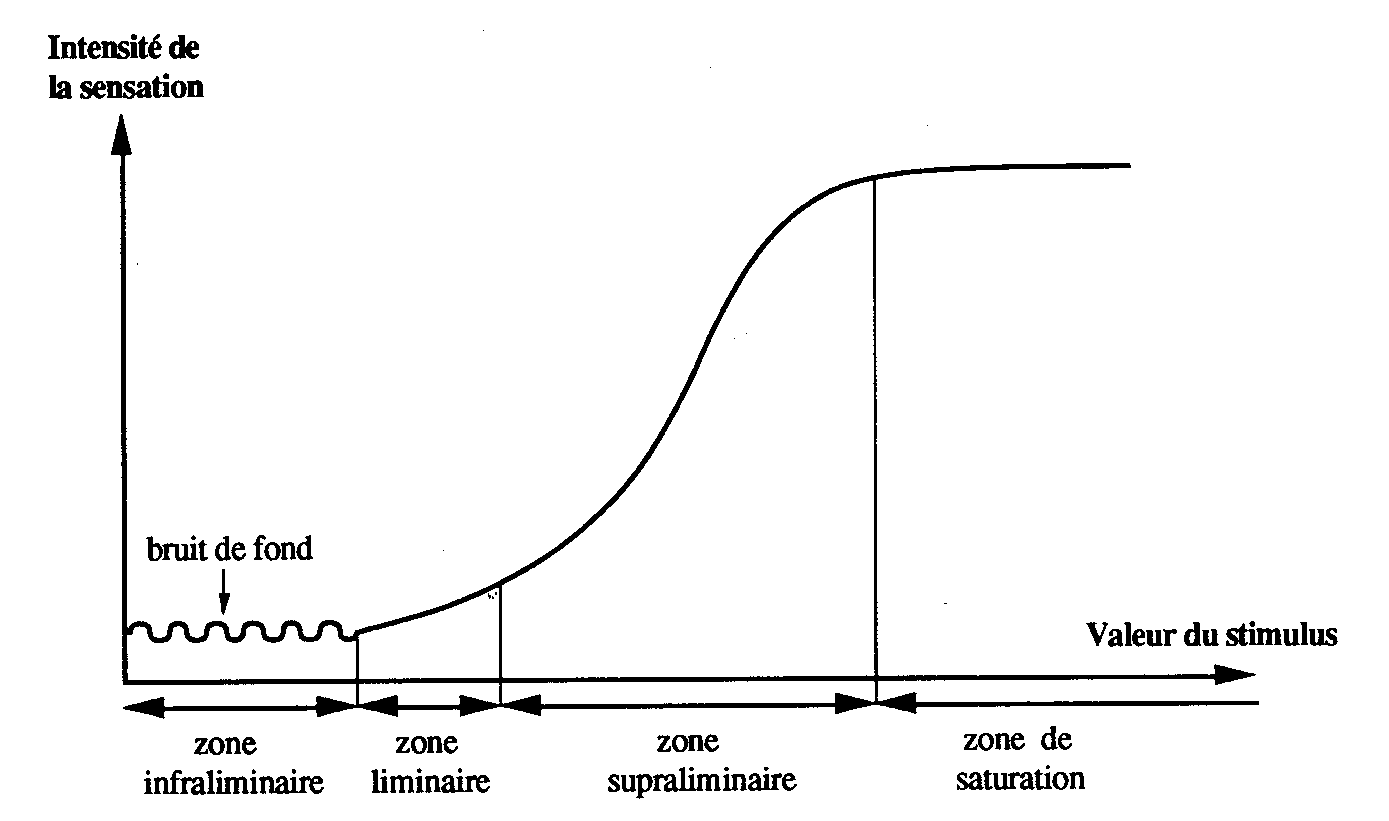 Intensité de
la sensation
bruit de fond
Valeur du stimulus
zone
infraliminaire
zone
liminaire
zone
supraliminaire
zone de
saturation